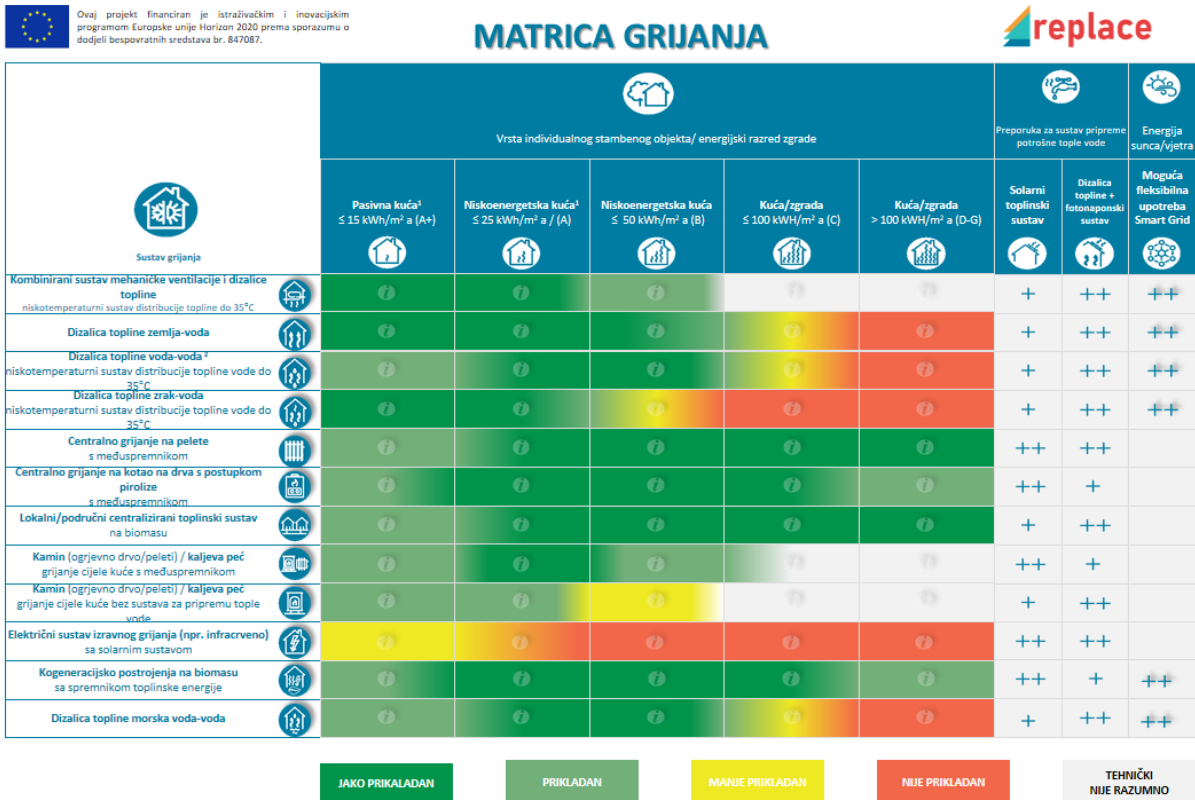 Ovaj projekt financiran je istraživačkim i inovacijskim
programom Europske unije Horizon 2020 prema sporazumu o
dodjeli bespovratnih sredstava br. 847087.
MATRICA GRIJANJA
replace
Vrsta individualnog stambenog objekta/ energijski razred zgrade
Preporuka za sustav pripreme
potrošne tople vode
Energija
sunca/vjetra
Sustav grijanja
Pasivna kuća¹
≤ 15 kWh/m² a (A+)
Niskoenergetska kuća¹
≤ 25 kWh/m² a / (A)
Niskoenergetska kuća
≤ 50 kWh/m² a (B)
Kuća/zgrada
≤ 100 kWH/m² a (C)
Kuća/zgrada
> 100 kWH/m² a (D-G)
Solarni
toplinski
sustav
Dizalica
topline +
fotonaponski
sustav
Moguća
fleksibilna
upotreba
Smart Grid
Kombinirani sustav mehaničke ventilacije i dizalice
topline
niskotemperaturni sustav distribucije topline do 35°C
+ ++ ++
Dizalica topline zemlja-voda
+ ++ ++
Dizalica topline voda-voda ²
niskotemperaturni sustav distribucije topline vode do
35°C
+ ++ ++
Dizalica topline zrak-voda
niskotemperaturni sustav distribucije topline vode do
35°C
+ ++ ++
Centralno grijanje na pelete
s međuspremnikom
++ ++
Centralno grijanje na kotao na drva s postupkom
pirolize
s međuspremnikom
++ +
Lokalni/područni centralizirani toplinski sustav
na biomasu
+ ++
Kamin (ogrjevno drvo/peleti) / kaljeva peć
grijanje cijele kuće s međuspremnikom
++ +
Kamin (ogrjevno drvo/peleti) / kaljeva peć
grijanje cijele kuće bez sustava za pripremu tople
vode
+ ++
Električni sustav izravnog grijanja (npr. infracrveno)
sa solarnim sustavom
++ ++
Kogeneracijsko postrojenja na biomasu
sa spremnikom toplinske energije
++ + ++
Dizalica topline morska voda-voda
+ ++ ++
JAKO PRIKALADAN
PRIKLADAN
MANJE PRIKLADAN
NIJE PRIKLADAN
TEHNIČKI
NIJE RAZUMNO